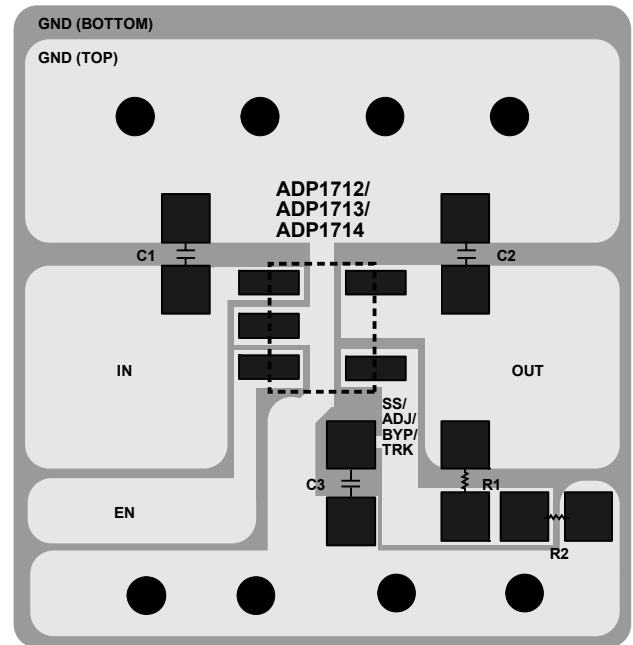 GND (BOTTOM)
GND (TOP)
ADP1712/
ADP1713/
ADP1714
C1
C2
IN
OUT
SS/
ADJ/
BYP/
TRK
C3
R1
EN
R2